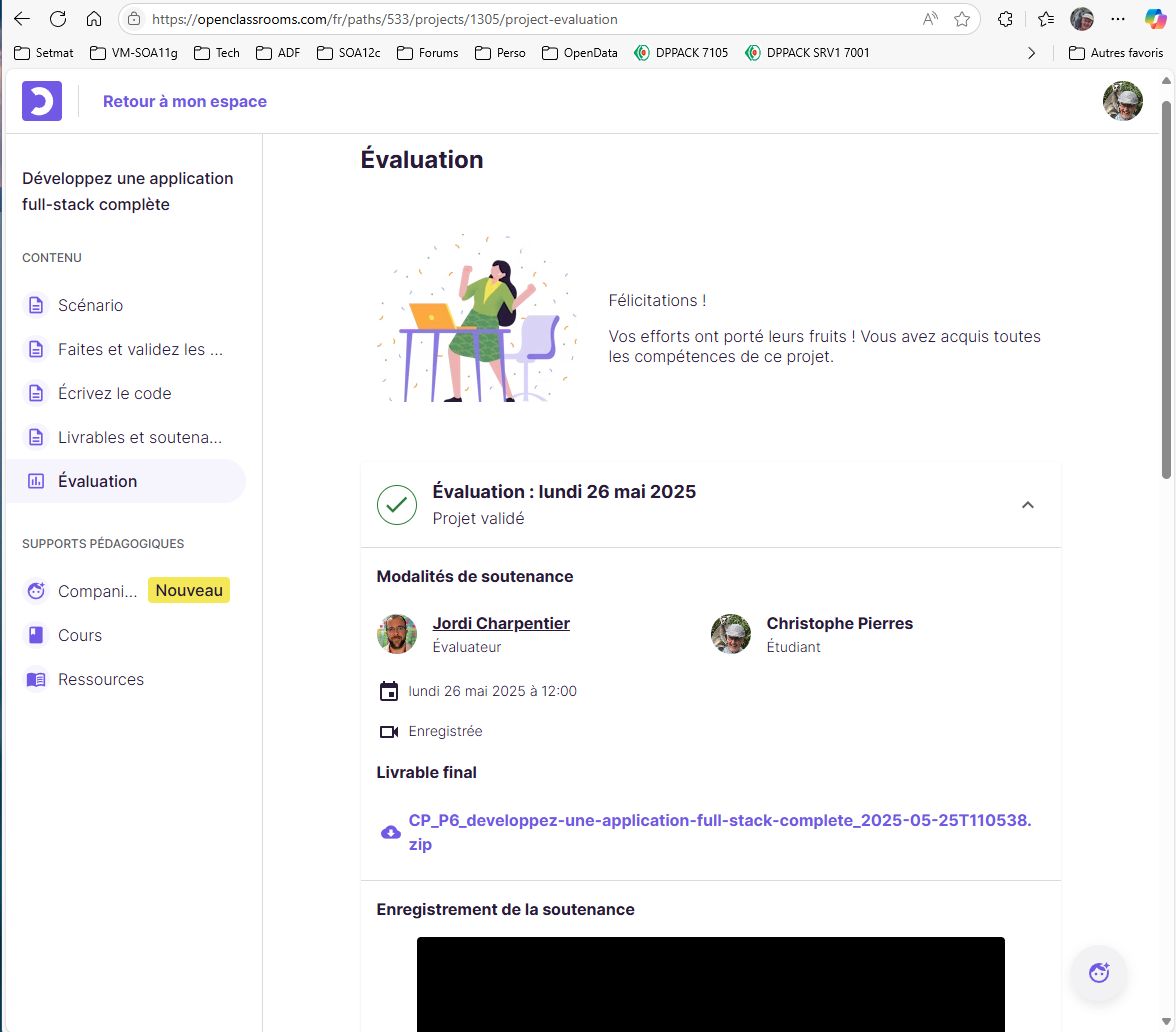 https://openclassrooms.com/fr/paths/533/projects/1305/project-evaluation
Setmat VM-SOA11g Tech ADF SOA12c Forums Perso OpenData DPPACK 7105 DPPACK SRV1 7001 Autres favoris
Retour à mon espace
Développez une application
full-stack complète
CONTENU
Scénario
Faites et validez les ...
Écrivez le code
Livrables et soutena...
Évaluation
SUPPORTS PÉDAGOGIQUES
Compani... Nouveau
Cours
Ressources
Évaluation
Félicitations !
Vos efforts ont porté leurs fruits ! Vous avez acquis toutes
les compétences de ce projet.
Évaluation : lundi 26 mai 2025
Projet validé
Modalités de soutenance
Jordi Charpentier
Évaluateur
Christophe Pierres
Étudiant
lundi 26 mai 2025 à 12:00
Enregistrée
Livrable final
CP_P6_developpez-une-application-full-stack-complete_2025-05-25T110538.
zip
Enregistrement de la soutenance